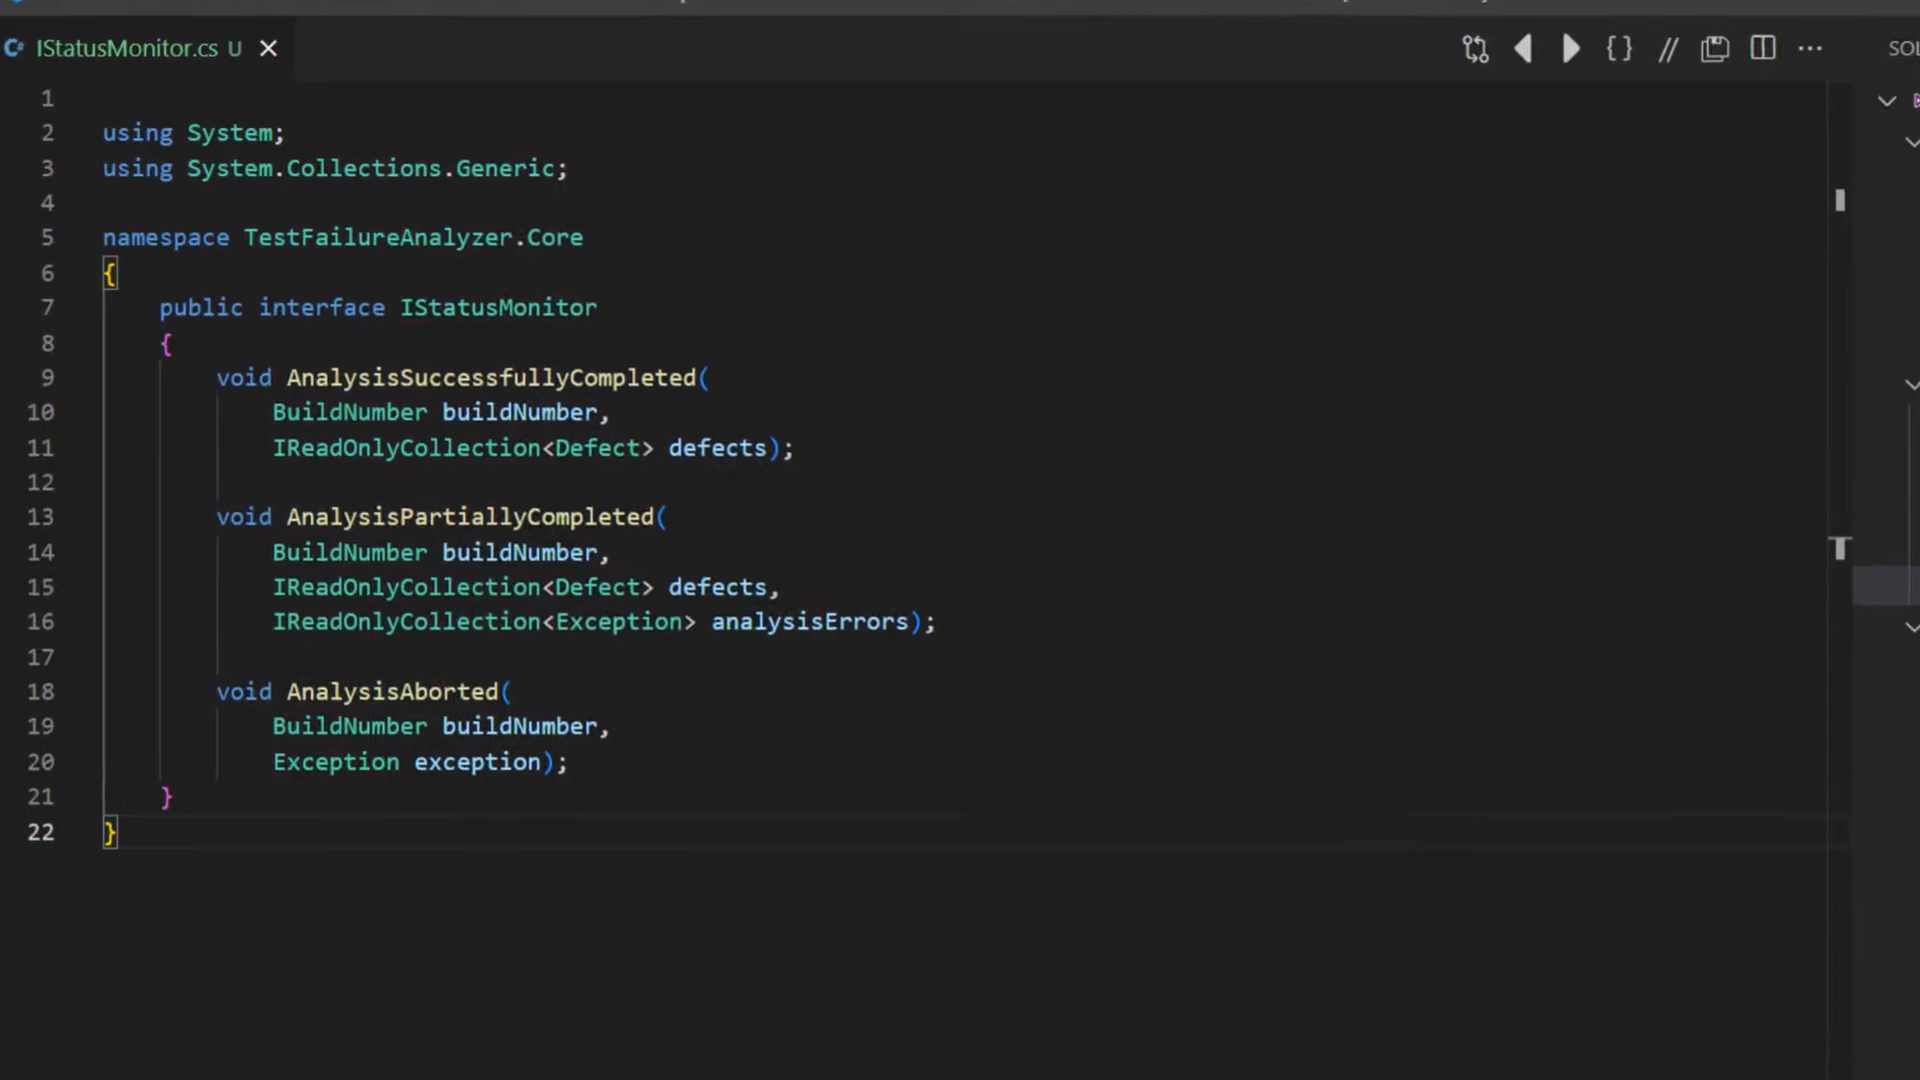 IStatusMonitor.cs U
SOL
1
2 using System;
3 using System.Collections.Generic;
4
5 namespace TestFailureAnalyzer.Core
6 {
7 public interface IStatusMonitor
8 {
9 void AnalysisSuccessfullyCompleted(
10 BuildNumber buildNumber,
11 IReadOnlyCollection<Defect> defects);
12
13 void AnalysisPartiallyCompleted(
14 BuildNumber buildNumber,
15 IReadOnlyCollection<Defect> defects,
16 IReadOnlyCollection<Exception> analysisErrors);
17
18 void AnalysisAborted(
19 BuildNumber buildNumber,
20 Exception exception);
21 }
22 }